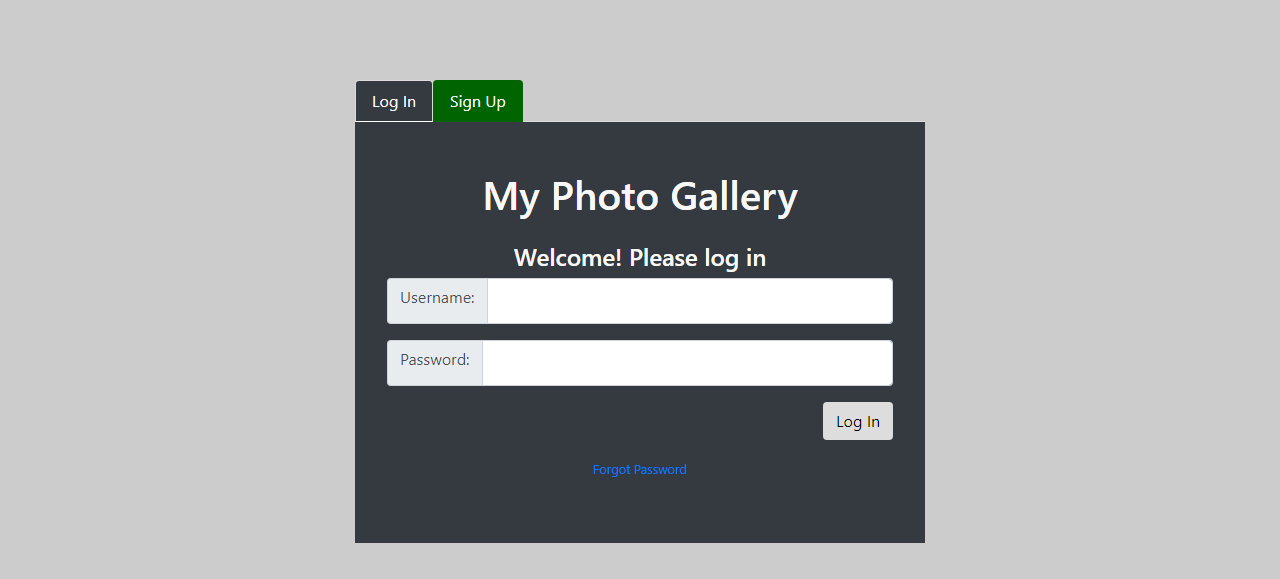 Log In Sign Up
My Photo Gallery
Welcome! Please log in
Username:
Password:
Log In
Forgot Password